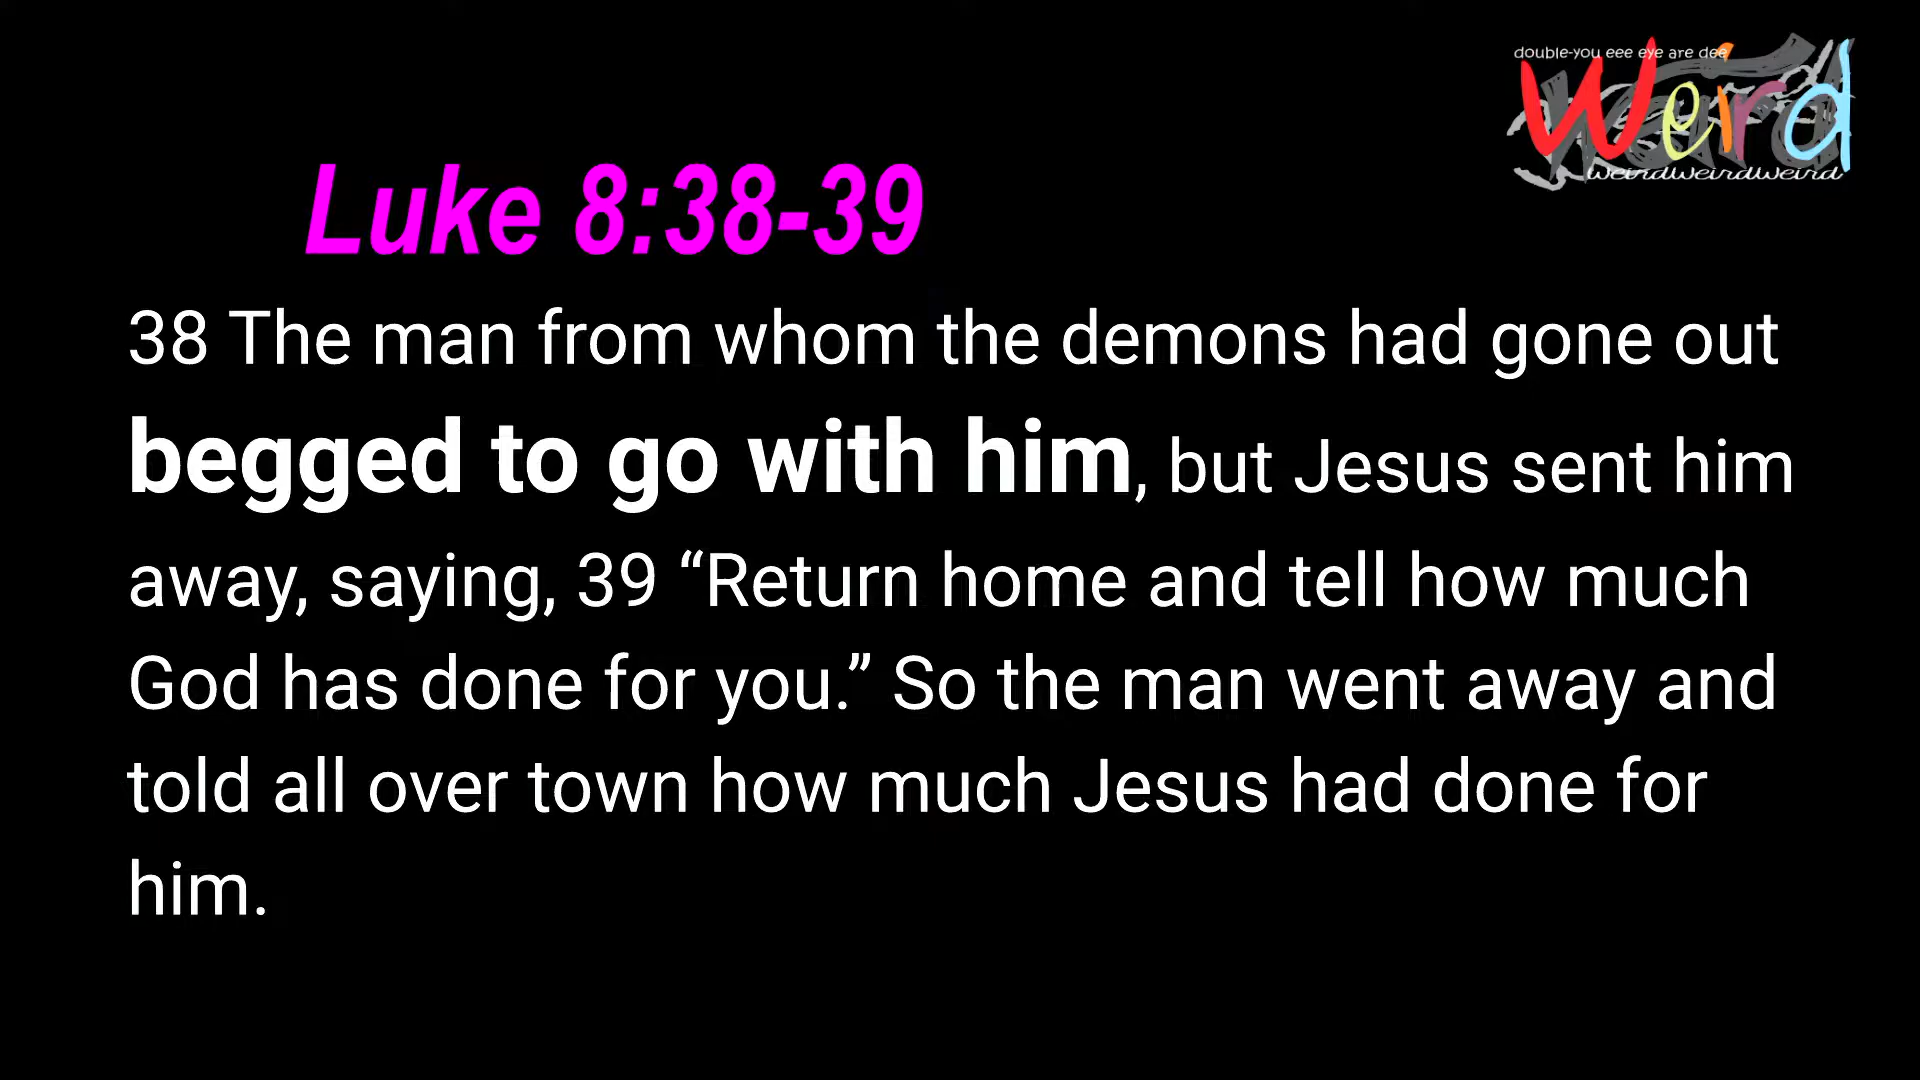 double-you eee eye are dee
weird
weirdweirdweird
Luke 8:38-39
38 The man from whom the demons had gone out
begged to go with him, but Jesus sent him
away, saying, 39 “Return home and tell how much
God has done for you.” So the man went away and
told all over town how much Jesus had done for
him.